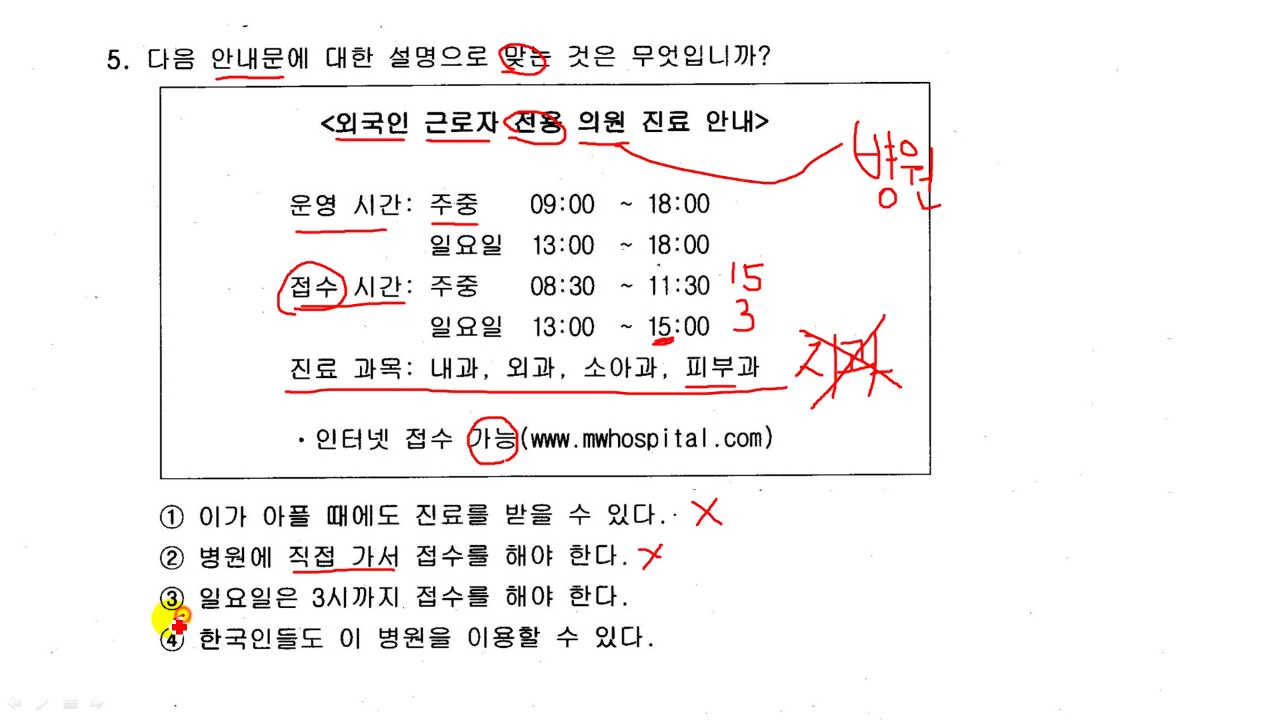 5. 다음 안내문에 대한 설명으로 맞는 것은 무엇입니까?
<외국인 근로자 전용 의원 진료 안내>
병원
운영 시간: 주중 09:00 ~ 18:00
일요일 13:00 ~ 18:00
접수 시간: 주중 08:30 ~ 11:30 15
일요일 13:00 ~ 15:00 3
진료 과목: 내과, 외과, 소아과, 피부과 치과
· 인터넷 접수 가능(www.mwhospital.com)
① 이가 아플 때에도 진료를 받을 수 있다. X
② 병원에 직접 가서 접수를 해야 한다. X
③ 일요일은 3시까지 접수를 해야 한다.
④ 한국인들도 이 병원을 이용할 수 있다.